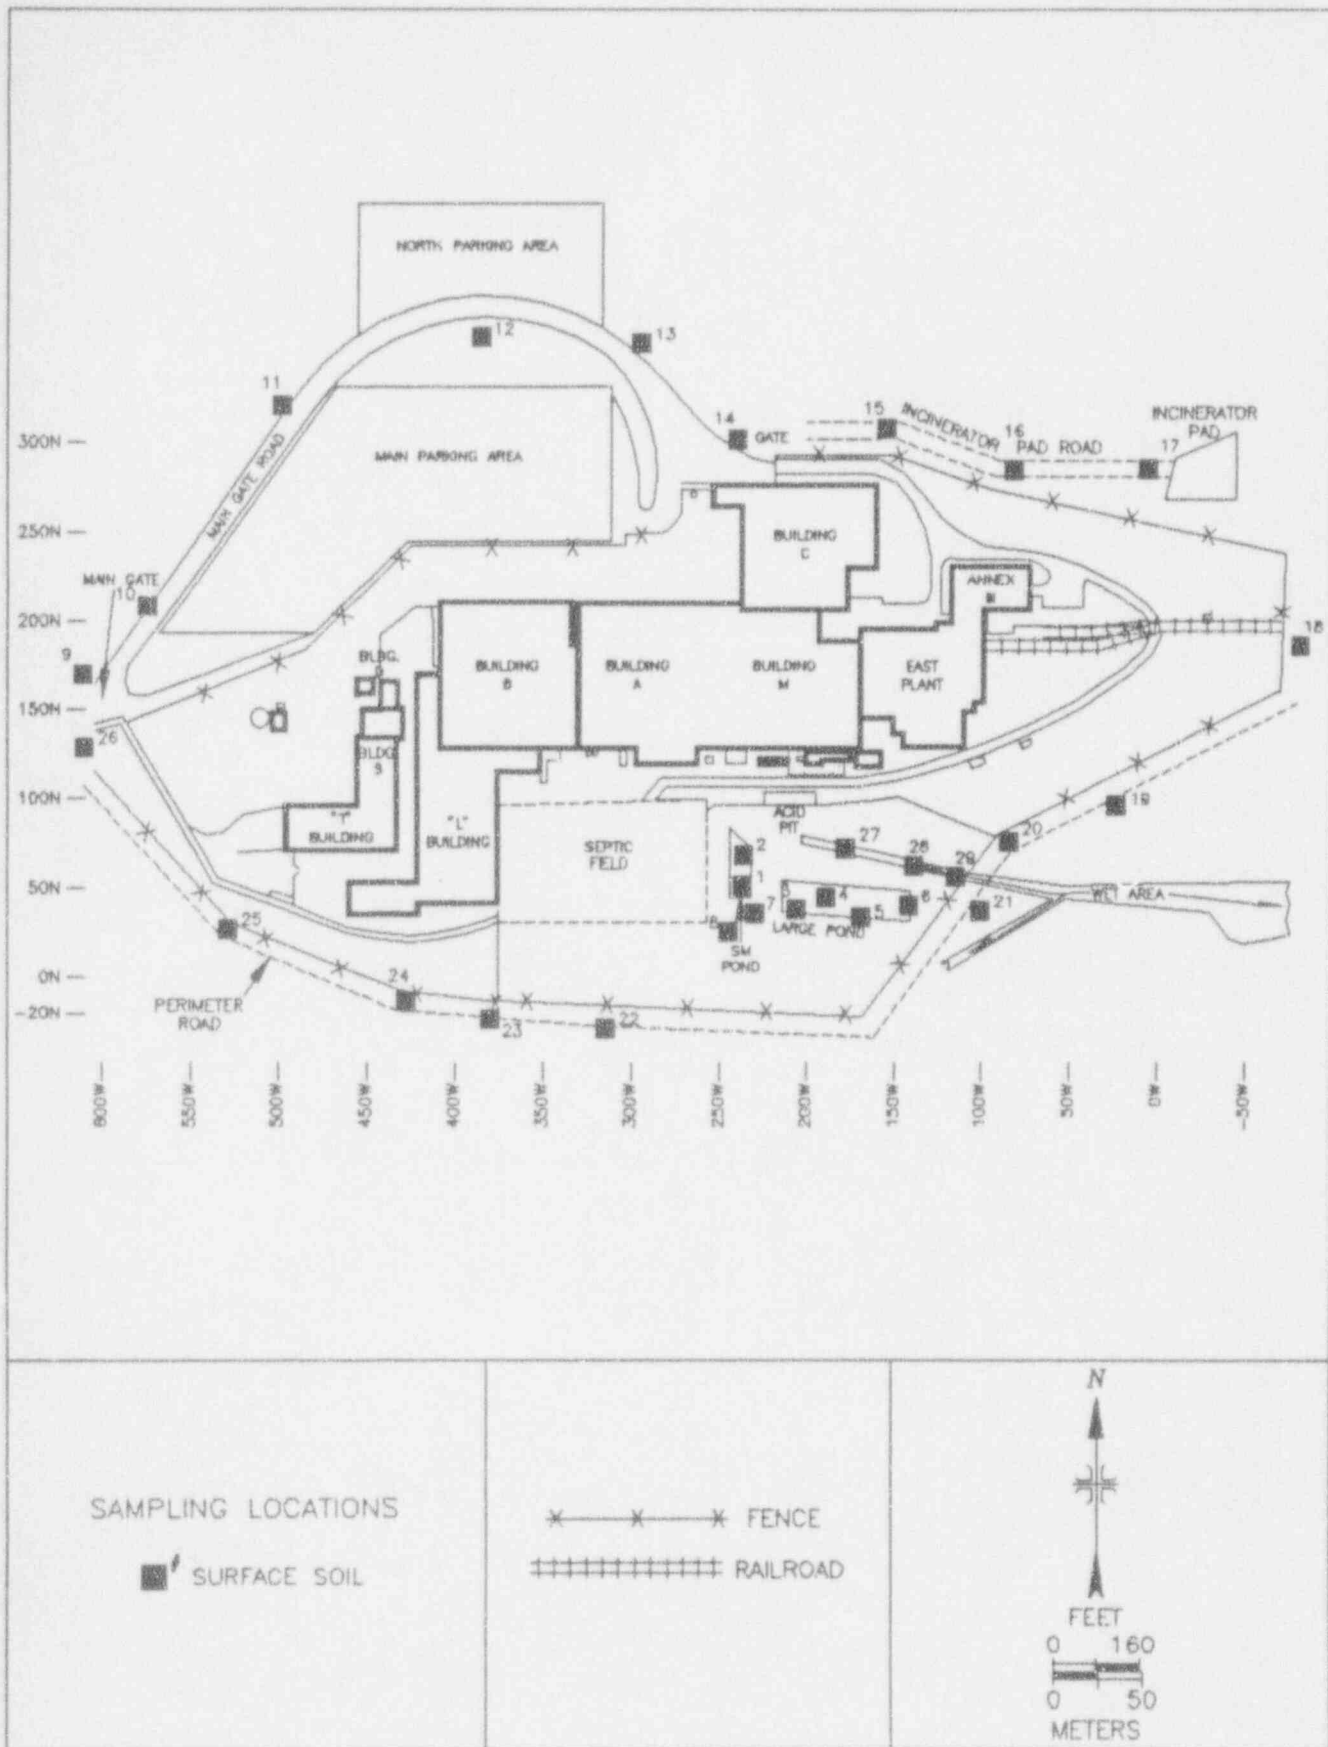 NORTH PARKING AREA
12
13
11
14
GATE
15
INCINERATOR
16
PAD ROAD
17
INCINERATOR
PAD
300N
MAIN GATE ROAD
MAIN PARKING AREA
250N
BUILDING
C
MAIN GATE
10
ANNEX
200N
9
18
BLDG.
BUILDING
B
BUILDING
A
BUILDING
M
EAST
PLANT
150N
26
BLDG
100N
BUILDING
"L"
BUILDING
SEPTIC
FIELD
ACID
PIT
27
28
29
20
19
2
1
7
3
4
5
6
21
50N
WET AREA
8
LARGE POND
SM
POND
25
24
0N
-20N
PERIMETER
ROAD
23
22
600W
550W
500W
450W
400W
350W
300W
250W
200W
150W
100W
50W
0W
-50W
SAMPLING LOCATIONS
# SURFACE SOIL
FENCE
RAILROAD
N
FEET
0 160
0 50
METERS